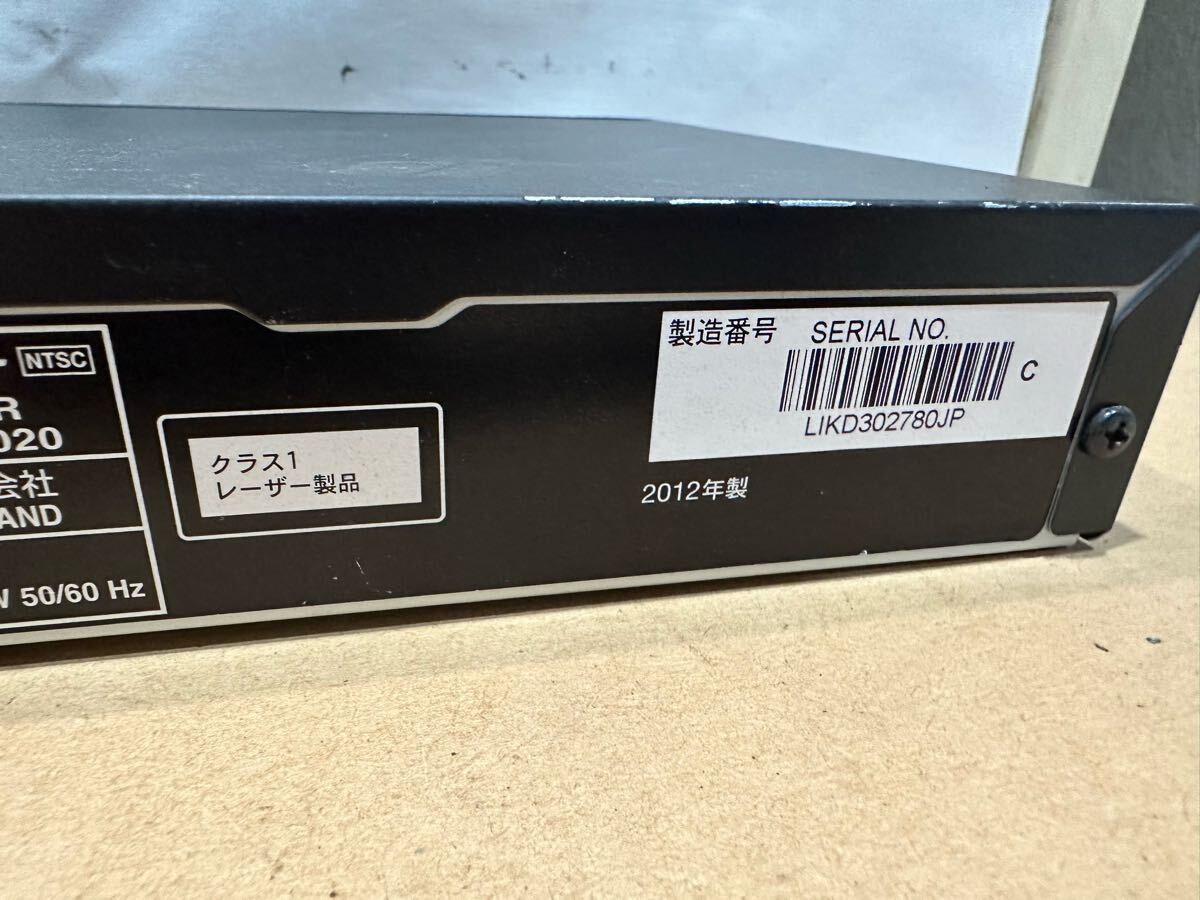 NTSC
R
020
会社
AND
W 50/60 Hz
クラス1
レーザー製品
製造番号 SERIAL NO.
C
LIKD302780JP
2012年製